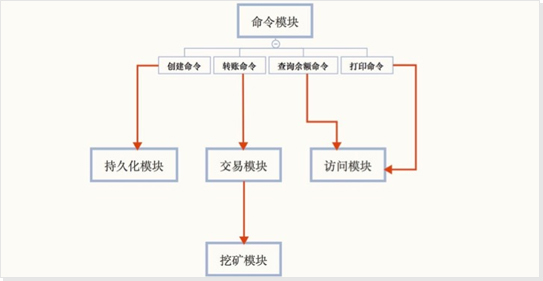 命令模块
创建命令
转账命令
查询余额命令
打印命令
持久化模块
交易模块
访问模块
挖矿模块